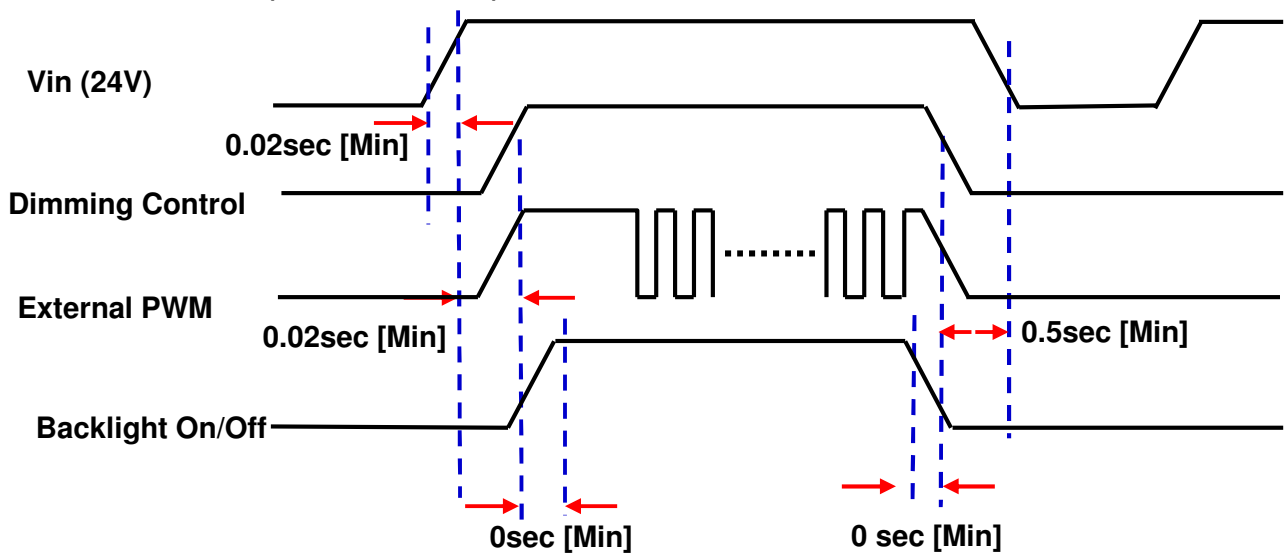 Vin (24V)
0.02sec [Min]
Dimming Control
External PWM
0.02sec [Min]
0.5sec [Min]
Backlight On/Off
0sec [Min]
0 sec [Min]